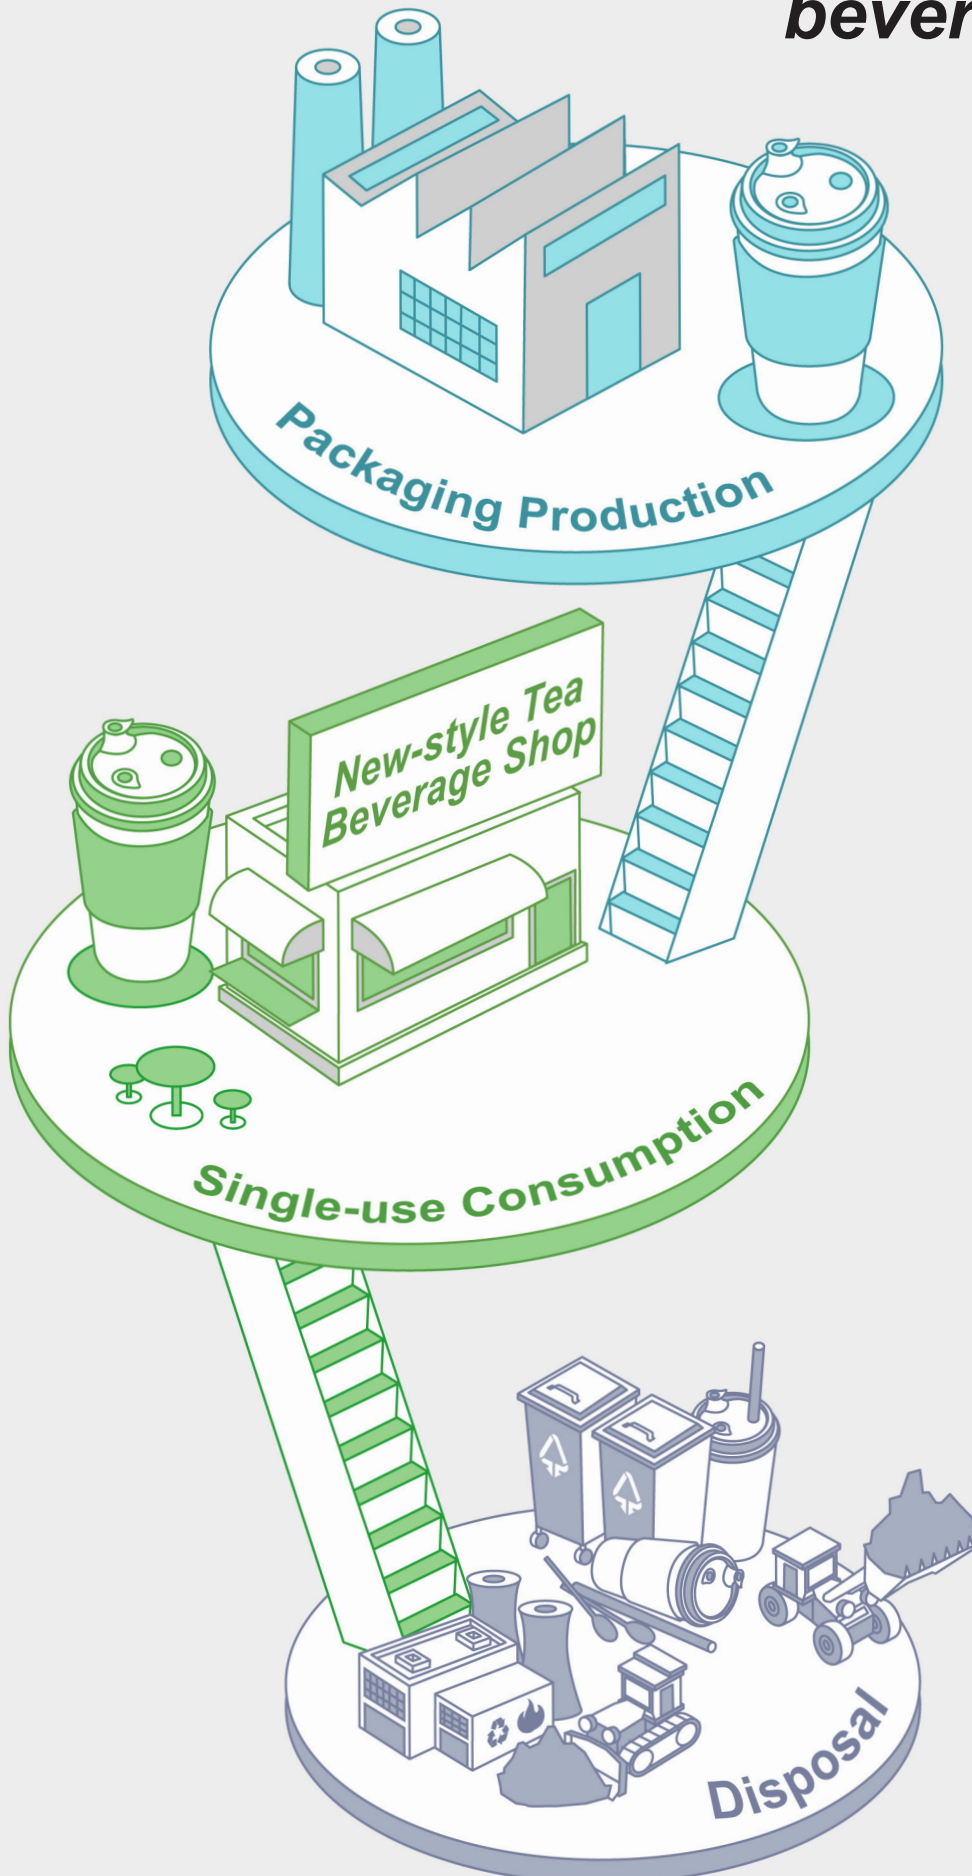 Packaging Production
New-style Tea
Beverage Shop
Single-use Consumption
Disposal